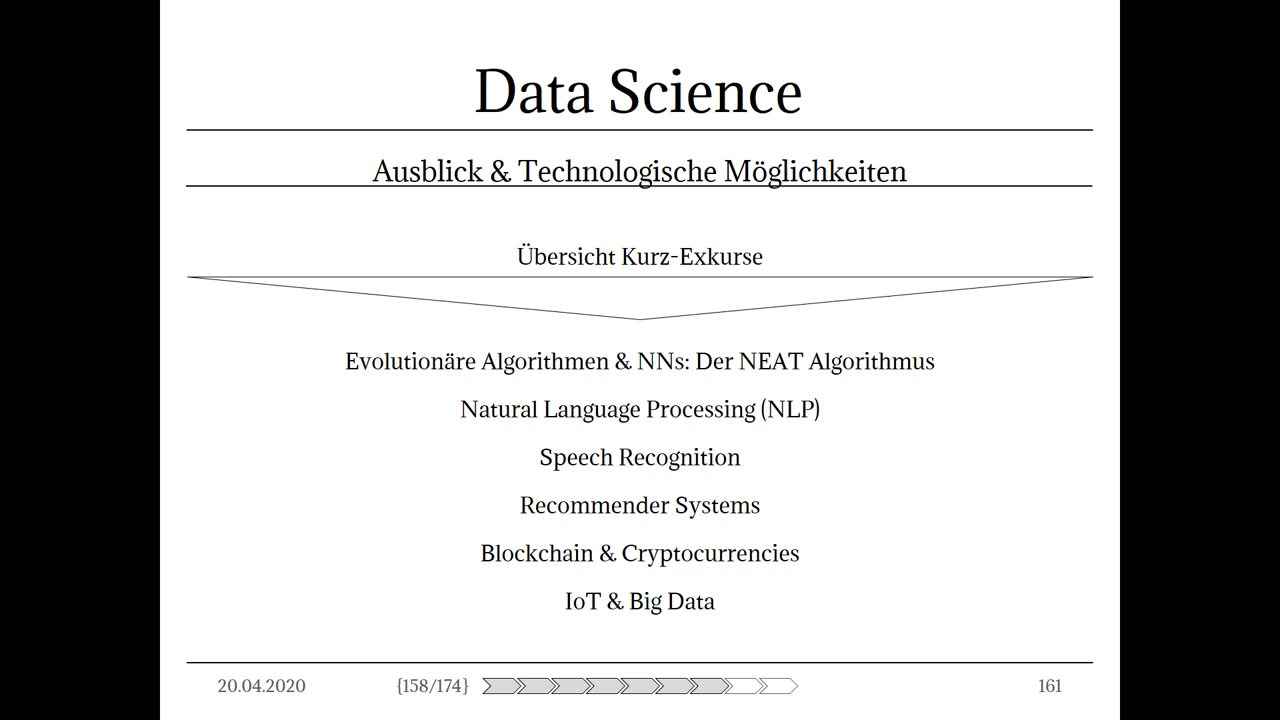 Data Science
Ausblick & Technologische Möglichkeiten
Übersicht Kurz-Exkurse
Evolutionäre Algorithmen & NNs: Der NEAT Algorithmus
Natural Language Processing (NLP)
Speech Recognition
Recommender Systems
Blockchain & Cryptocurrencies
IoT & Big Data
20.04.2020 {158/174} 161